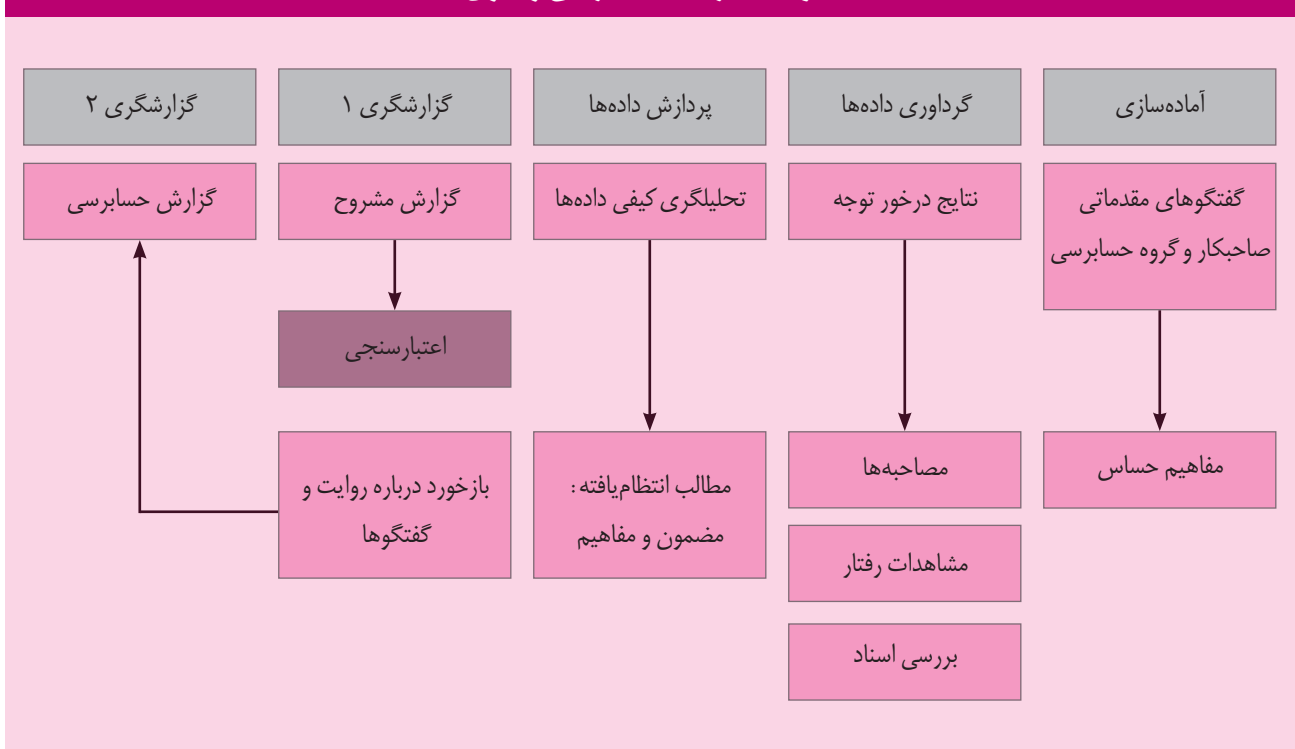 آماده‌سازی
گرداوری داده‌ها
پردازش داده‌ها
گزارشگری ۱
گزارشگری ۲
گفتگوهای مقدماتی
صاحبکار و گروه حسابرسی
نتایج درخور توجه
تحلیلگری کیفی داده‌ها
گزارش مشروح
گزارش حسابرسی
اعتبارسنجی
مفاهیم حساس
مصاحبه‌ها
مشاهدات رفتار
بررسی اسناد
مطالب انتظام‌یافته:
مضمون و مفاهیم
بازخورد درباره روایت و
گفتگوها